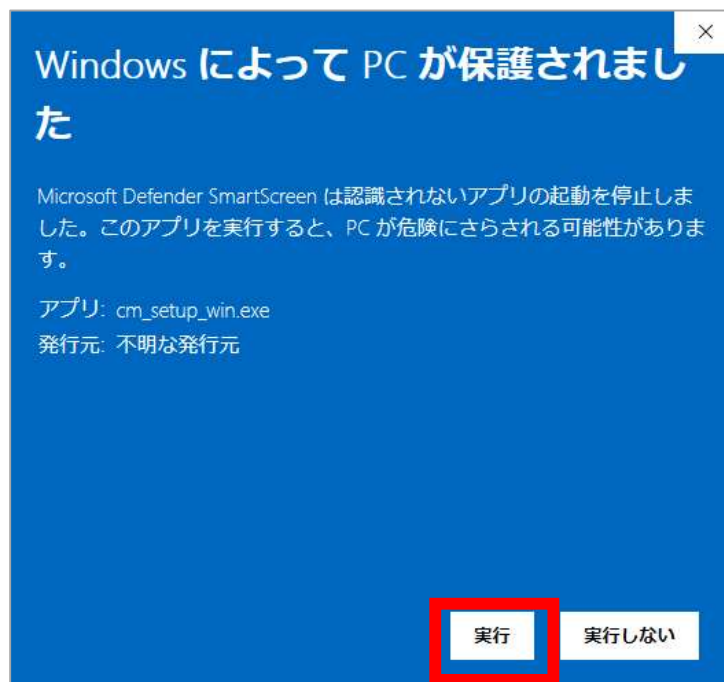 Windows によって PC が保護されまし
た
Microsoft Defender SmartScreen は認識されないアプリの起動を停止しま
した。このアプリを実行すると、PC が危険にさらされる可能性がありま
す。
アプリ: cm_setup_win.exe
発行元: 不明な発行元
実行 実行しない